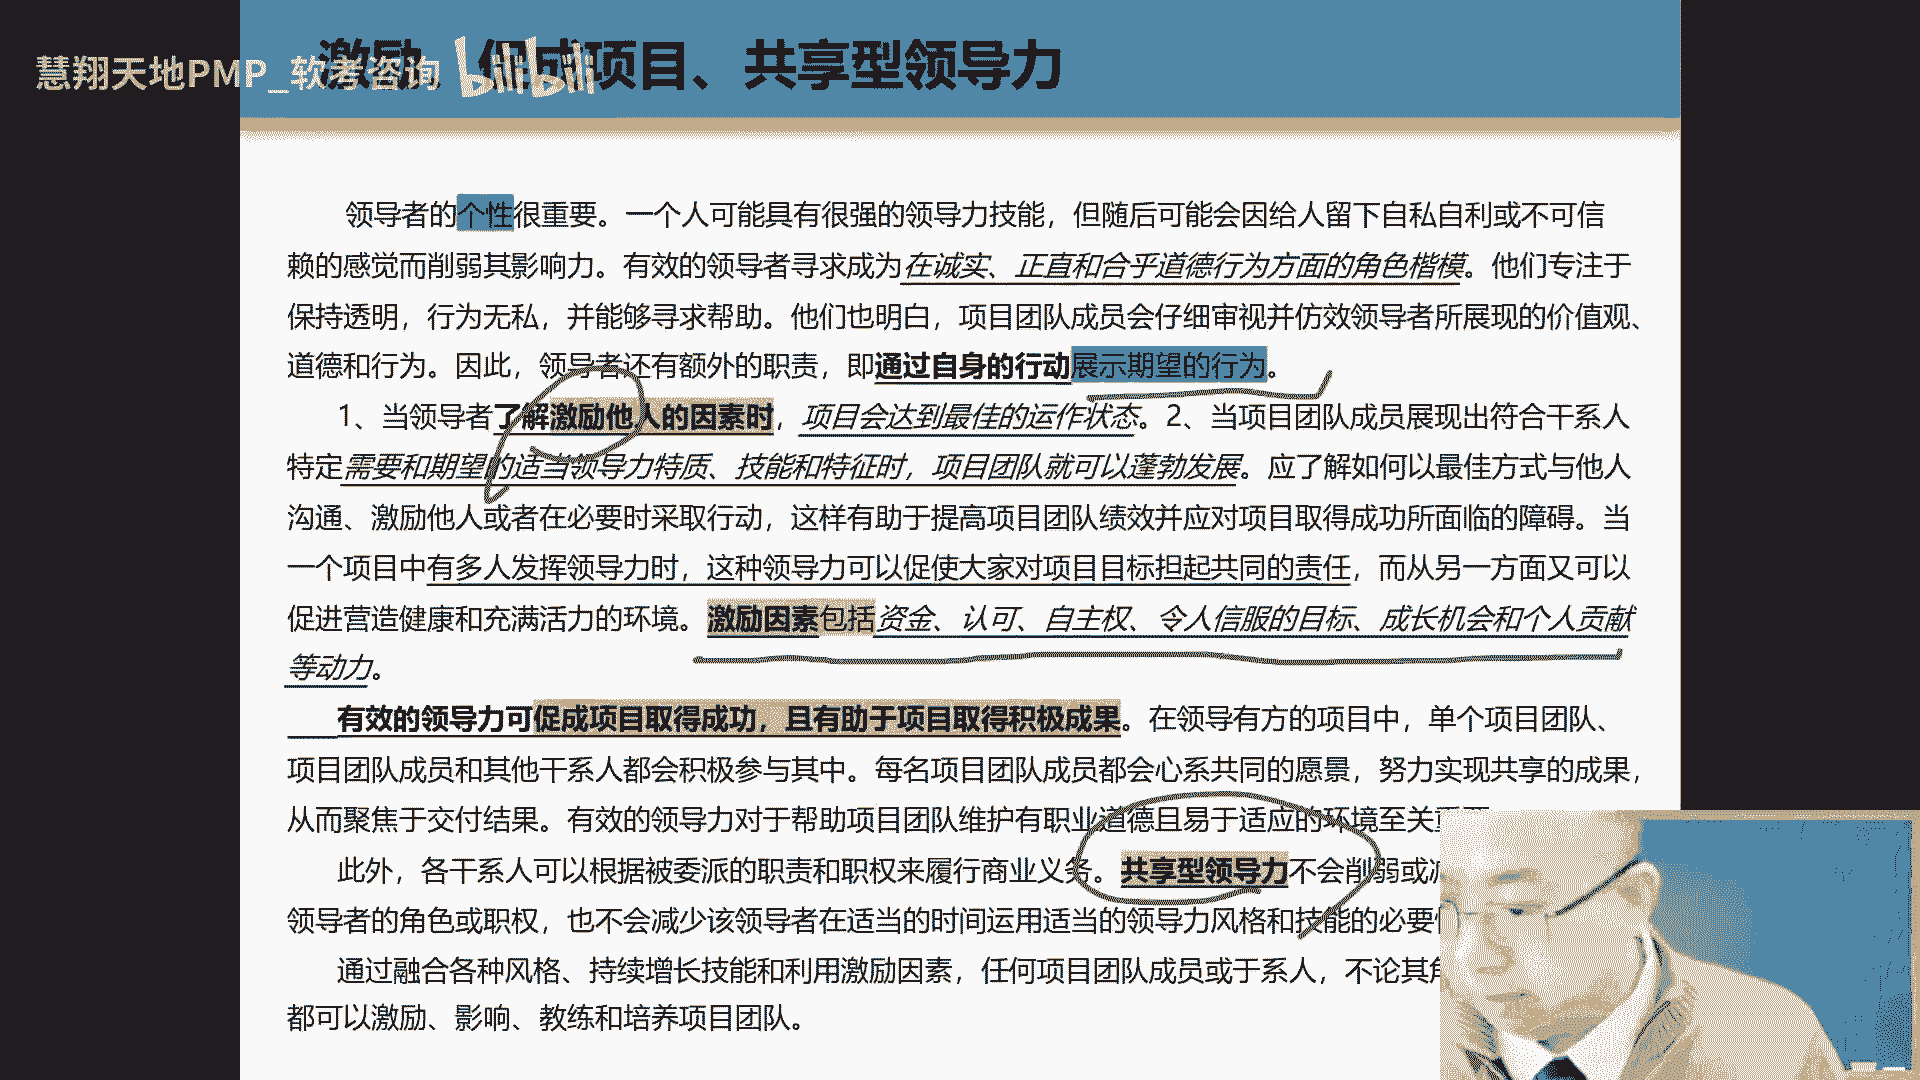 慧翔天地PMP_软考咨询 bilibili
激励、促成项目、共享型领导力
领导者的个性很重要。一个人可能具有很强的领导力技能，但随后可能会因给人留下自私自利或不可信
赖的感觉而削弱其影响力。有效的领导者寻求成为在诚实、正直和合乎道德行为方面的角色楷模。他们专注于
保持透明，行为无私，并能够寻求帮助。他们也明白，项目团队成员会仔细审视并仿效领导者所展现的价值观、
道德和行为。因此，领导者还有额外的职责，即通过自身的行动展示期望的行为。
1、当领导者了解激励他人的因素时，项目会达到最佳的运作状态。2、当项目团队成员展现出符合干系人
特定需要和期望的适当领导力特质、技能和特征时，项目团队就可以蓬勃发展。应了解如何以最佳方式与他人
沟通、激励他人或者在必要时采取行动，这样有助于提高项目团队绩效并应对项目取得成功所面临的障碍。当
一个项目中有多人发挥领导力时，这种领导力可以促使大家对项目目标担起共同的责任，而从另一方面又可以
促进营造健康和充满活力的环境。激励因素包括资金、认可、自主权、令人信服的目标、成长机会和个人贡献
等动力。
有效的领导力可促成项目取得成功，且有助于项目取得积极成果。在领导有方的项目中，单个项目团队、
项目团队成员和其他干系人都会积极参与其中。每名项目团队成员都会心系共同的愿景，努力实现共享的成果，
从而聚焦于交付结果。有效的领导力对于帮助项目团队维护有职业道德且易于适应的环境至关
此外，各干系人可以根据被委派的职责和职权来履行商业义务。共享型领导力不会削弱或
领导者的角色或职权，也不会减少该领导者在适当的时间运用适当的领导力风格和技能的必要
通过融合各种风格、持续增长技能和利用激励因素，任何项目团队成员或于系人，不论其
都可以激励、影响、教练和培养项目团队。